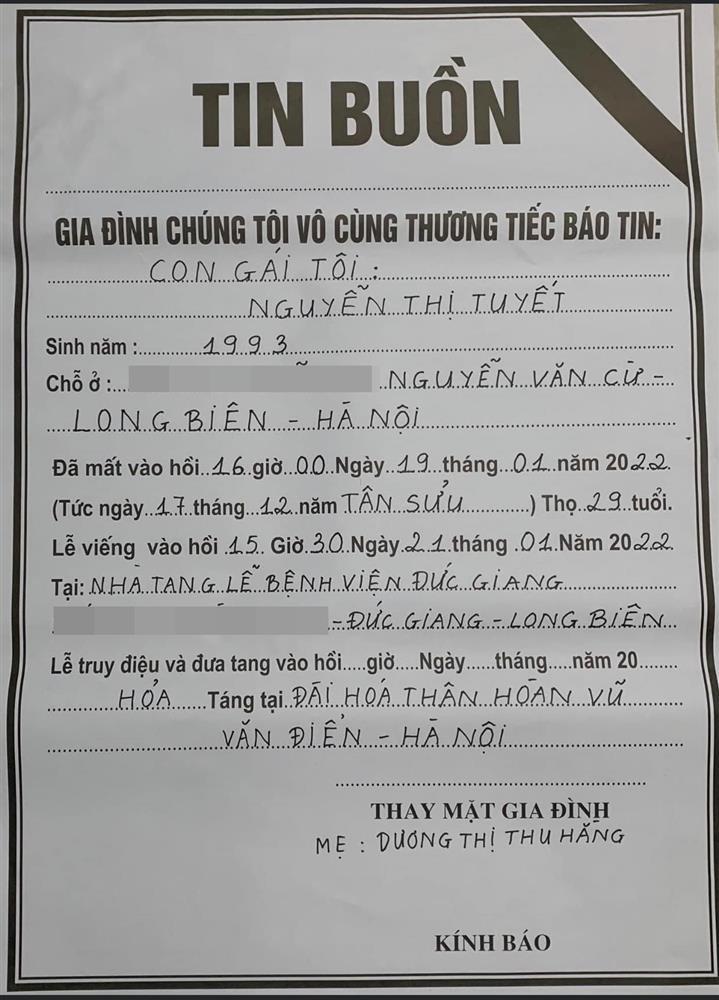 TIN BUỒN
GIA ĐÌNH CHÚNG TÔI VÔ CÙNG THƯƠNG TIẾC BÁO TIN:
CON GÁI TÔI:
NGUYỄN THỊ TUYẾT
Sinh năm : 1993
Chỗ ở : NGUYỄN VĂN CỪ-
LONG BIÊN - HÀ NỘI
Đã mất vào hồi 16 giờ 00 Ngày 19 tháng 01 năm 2022
(Tức ngày 17 tháng 12 năm TÂN SỬU ) Thọ 29 tuổi.
Lễ viếng vào hồi 15 Giờ 30 Ngày 21 tháng 01 Năm 2022
Tại: NHÀ TANG LỄ BỆNH VIỆN ĐỨC GIANG
- ĐỨC GIANG - LONG BIÊN
Lễ truy điệu và đưa tang vào hồi.....giờ.....Ngày......tháng.....năm 20........
HỎA Táng tại ĐÀI HOÁ THÂN HOÀN VŨ
VĂN ĐIỂN - HÀ NỘI
THAY MẶT GIA ĐÌNH
MẸ : DƯƠNG THỊ THU HẰNG
KÍNH BÁO